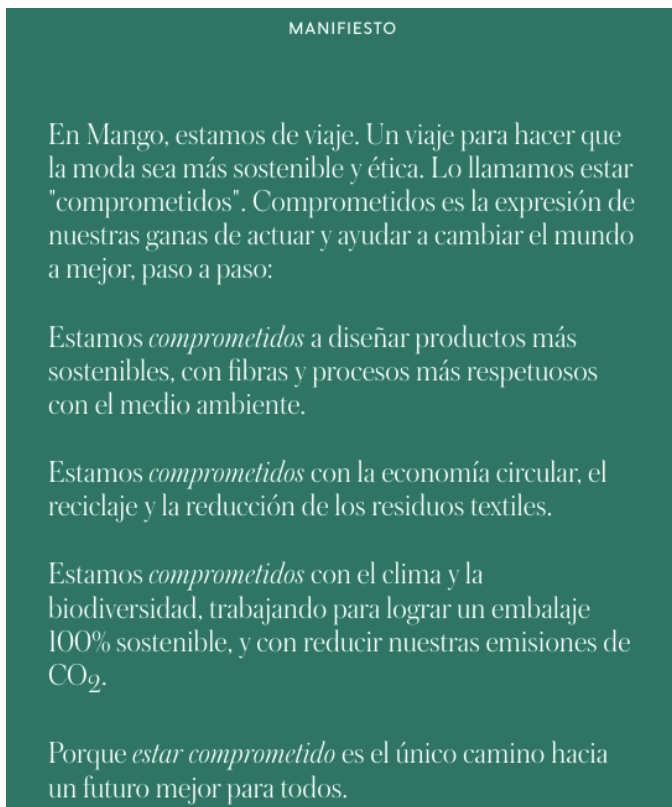 MANIFIESTO
En Mango, estamos de viaje. Un viaje para hacer que
la moda sea más sostenible y ética. Lo llamamos estar
"comprometidos". Comprometidos es la expresión de
nuestras ganas de actuar y ayudar a cambiar el mundo
a mejor, paso a paso:
Estamos comprometidos a diseñar productos más
sostenibles, con fibras y procesos más respetuosos
con el medio ambiente.
Estamos comprometidos con la economía circular, el
reciclaje y la reducción de los residuos textiles.
Estamos comprometidos con el clima y la
biodiversidad, trabajando para lograr un embalaje
100% sostenible, y con reducir nuestras emisiones de
CO₂.
Porque estar comprometido es el único camino hacia
un futuro mejor para todos.